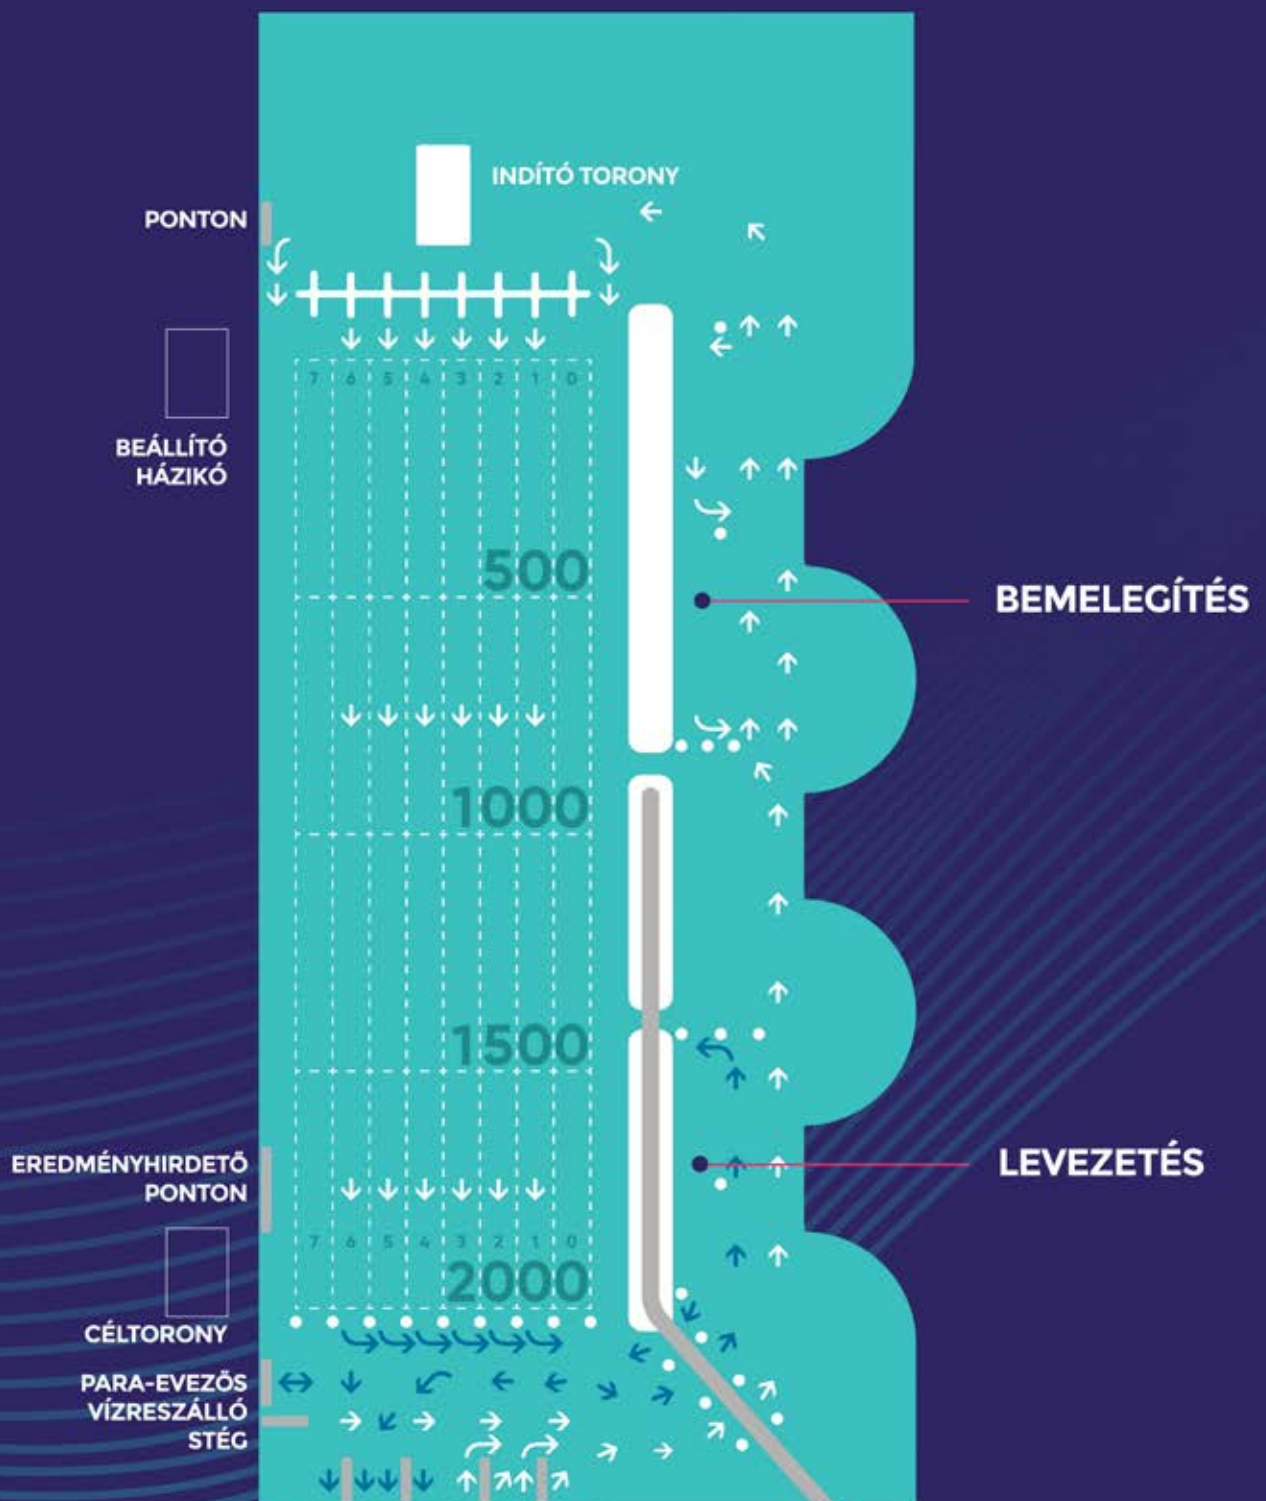 INDÍTÓ TORONY
PONTON
7 6 5 4 3 2 1 0
BEÁLLÍTÓ
HÁZIKÓ
500
BEMELEGÍTÉS
1000
1500
EREDMÉNYHIRDETŐ
PONTON
LEVEZETÉS
7 6 5 4 3 2 1 0
2000
CÉLTORONY
PARA-EVEZŐS
VÍZRESZÁLLÓ
STÉG